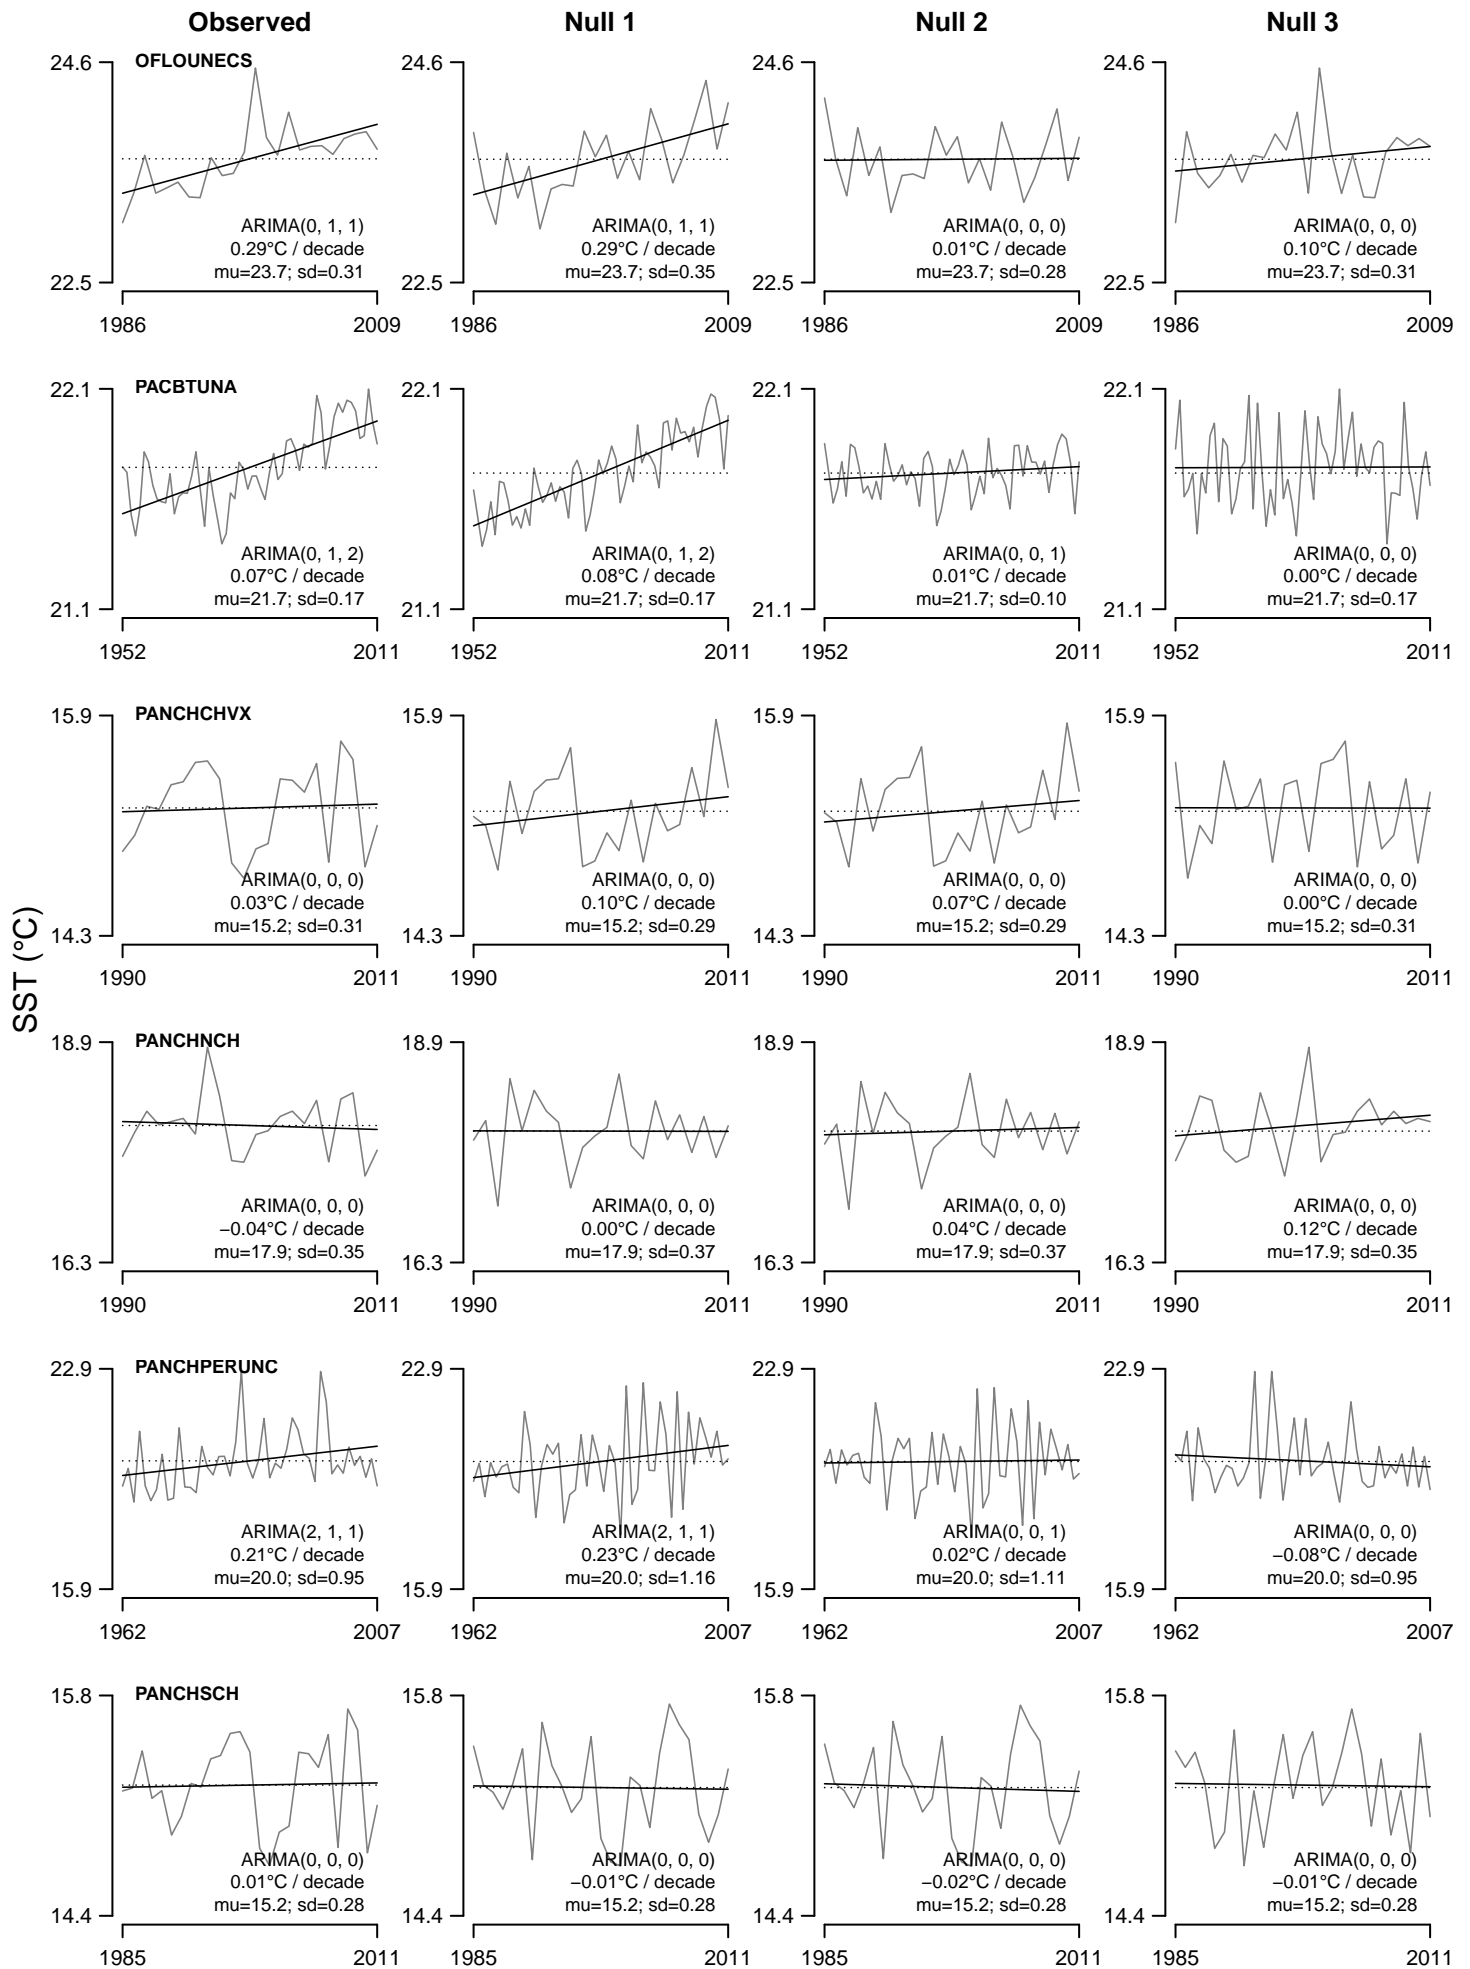 Observed Null 1 Null 2 Null 3
SST (°C)
OFLOUNECS
24.6 24.6 24.6 24.6
ARIMA(0, 1, 1) ARIMA(0, 1, 1) ARIMA(0, 0, 0) ARIMA(0, 0, 0)
0.29°C / decade 0.29°C / decade 0.01°C / decade 0.10°C / decade
mu=23.7; sd=0.31 mu=23.7; sd=0.35 mu=23.7; sd=0.28 mu=23.7; sd=0.31
22.5 22.5 22.5 22.5
1986 2009 1986 2009 1986 2009 1986 2009
PACBTUNA
22.1 22.1 22.1 22.1
ARIMA(0, 1, 2) ARIMA(0, 1, 2) ARIMA(0, 0, 1) ARIMA(0, 0, 0)
0.07°C / decade 0.08°C / decade 0.01°C / decade 0.00°C / decade
mu=21.7; sd=0.17 mu=21.7; sd=0.17 mu=21.7; sd=0.10 mu=21.7; sd=0.17
21.1 21.1 21.1 21.1
1952 2011 1952 2011 1952 2011 1952 2011
PANCHCHVX
15.9 15.9 15.9 15.9
ARIMA(0, 0, 0) ARIMA(0, 0, 0) ARIMA(0, 0, 0) ARIMA(0, 0, 0)
0.03°C / decade 0.10°C / decade 0.07°C / decade 0.00°C / decade
mu=15.2; sd=0.31 mu=15.2; sd=0.29 mu=15.2; sd=0.29 mu=15.2; sd=0.31
14.3 14.3 14.3 14.3
1990 2011 1990 2011 1990 2011 1990 2011
PANCHNCH
18.9 18.9 18.9 18.9
ARIMA(0, 0, 0) ARIMA(0, 0, 0) ARIMA(0, 0, 0) ARIMA(0, 0, 0)
−0.04°C / decade 0.00°C / decade 0.04°C / decade 0.12°C / decade
mu=17.9; sd=0.35 mu=17.9; sd=0.37 mu=17.9; sd=0.37 mu=17.9; sd=0.35
16.3 16.3 16.3 16.3
1990 2011 1990 2011 1990 2011 1990 2011
PANCHPERUNC
22.9 22.9 22.9 22.9
ARIMA(2, 1, 1) ARIMA(2, 1, 1) ARIMA(0, 0, 1) ARIMA(0, 0, 0)
0.21°C / decade 0.23°C / decade 0.02°C / decade −0.08°C / decade
mu=20.0; sd=0.95 mu=20.0; sd=1.16 mu=20.0; sd=1.11 mu=20.0; sd=0.95
15.9 15.9 15.9 15.9
1962 2007 1962 2007 1962 2007 1962 2007
PANCHSCH
15.8 15.8 15.8 15.8
ARIMA(0, 0, 0) ARIMA(0, 0, 0) ARIMA(0, 0, 0) ARIMA(0, 0, 0)
0.01°C / decade −0.01°C / decade −0.02°C / decade −0.01°C / decade
mu=15.2; sd=0.28 mu=15.2; sd=0.28 mu=15.2; sd=0.28 mu=15.2; sd=0.28
14.4 14.4 14.4 14.4
1985 2011 1985 2011 1985 2011 1985 2011